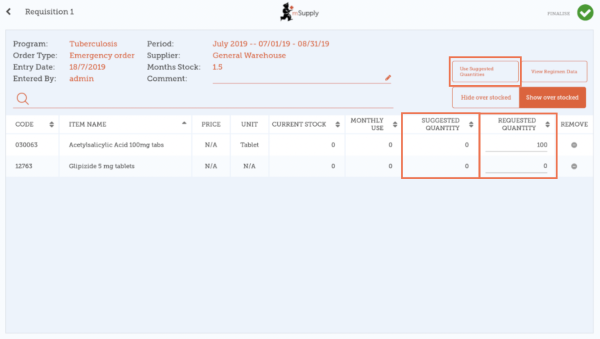 Requisition 1
mSupply
FINALISE
Program: Tuberculosis Period: July 2019 -- 07/01/19 - 08/31/19
Order Type: Emergency order Supplier: General Warehouse
Entry Date: 18/7/2019 Months Stock: 1.5
Entered By: admin Comment:
Use Suggested
Quantities
View Regimen Data
Hide over stocked Show over stocked
CODE ITEM NAME PRICE UNIT CURRENT STOCK MONTHLY USE SUGGESTED QUANTITY REQUESTED QUANTITY REMOVE
030063 Acetylsalicylic Acid 100mg tabs N/A Tablet 0 0 0 100
12763 Glipizide 5 mg tablets N/A N/A 0 0 0 0